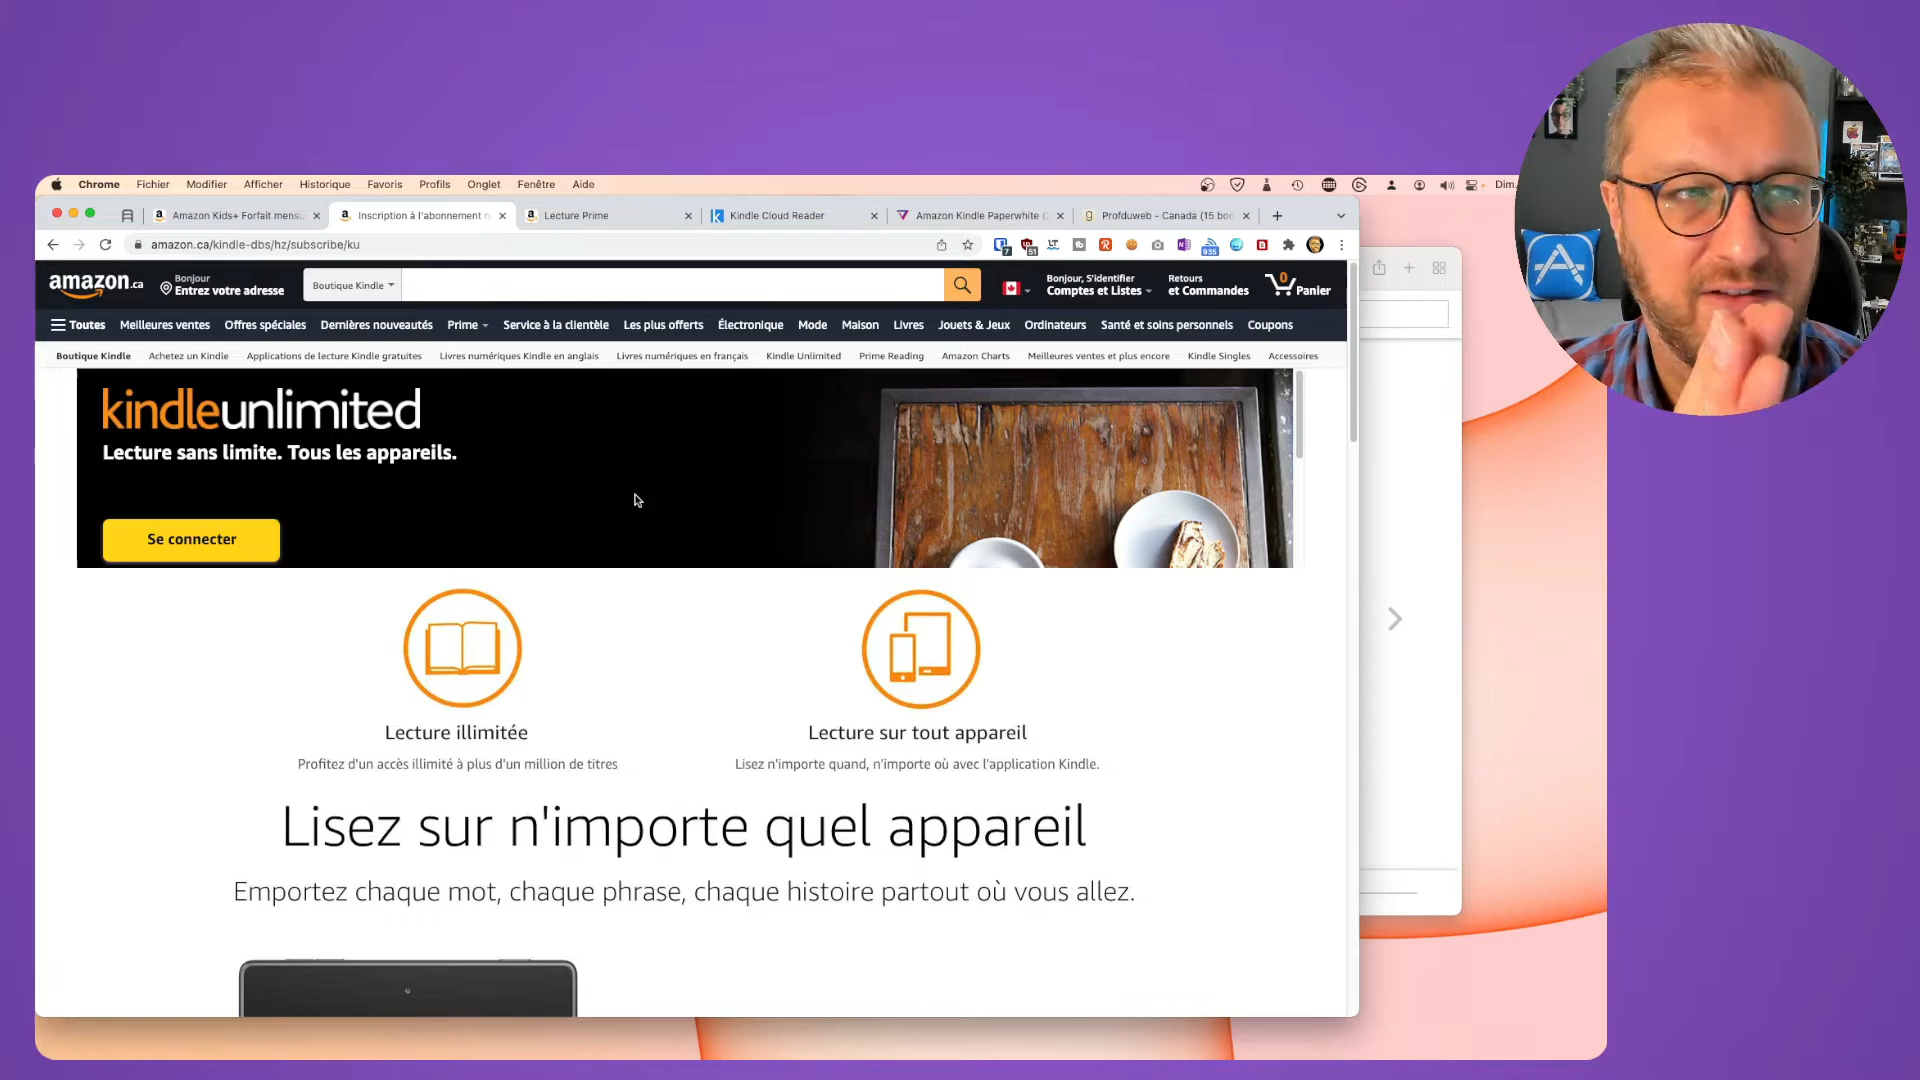 Chrome Fichier Modifier Afficher Historique Favoris Profils Onglet Fenêtre Aide Dim.
Amazon Kids+ Forfait mensu
Inscription à l'abonnement
Lecture Prime
Kindle Cloud Reader
Amazon Kindle Paperwhite (2
Profduweb - Canada (15 boo
amazon.ca/kindle-dbs/hz/subscribe/ku
7 51 LT 935
amazon.ca
Bonjour
Entrez votre adresse
Boutique Kindle
Bonjour, S'identifier
Comptes et Listes
Retours
et Commandes
0
Panier
Toutes Meilleures ventes Offres spéciales Dernières nouveautés Prime Service à la clientèle Les plus offerts Électronique Mode Maison Livres Jouets & Jeux Ordinateurs Santé et soins personnels Coupons
Boutique Kindle Achetez un Kindle Applications de lecture Kindle gratuites Livres numériques Kindle en anglais Livres numériques en français Kindle Unlimited Prime Reading Amazon Charts Meilleures ventes et plus encore Kindle Singles Accessoires
kindleunlimited
Lecture sans limite. Tous les appareils.
Se connecter
Lecture illimitée
Profitez d'un accès illimité à plus d'un million de titres
Lecture sur tout appareil
Lisez n'importe quand, n'importe où avec l'application Kindle.
Lisez sur n'importe quel appareil
Emportez chaque mot, chaque phrase, chaque histoire partout où vous allez.